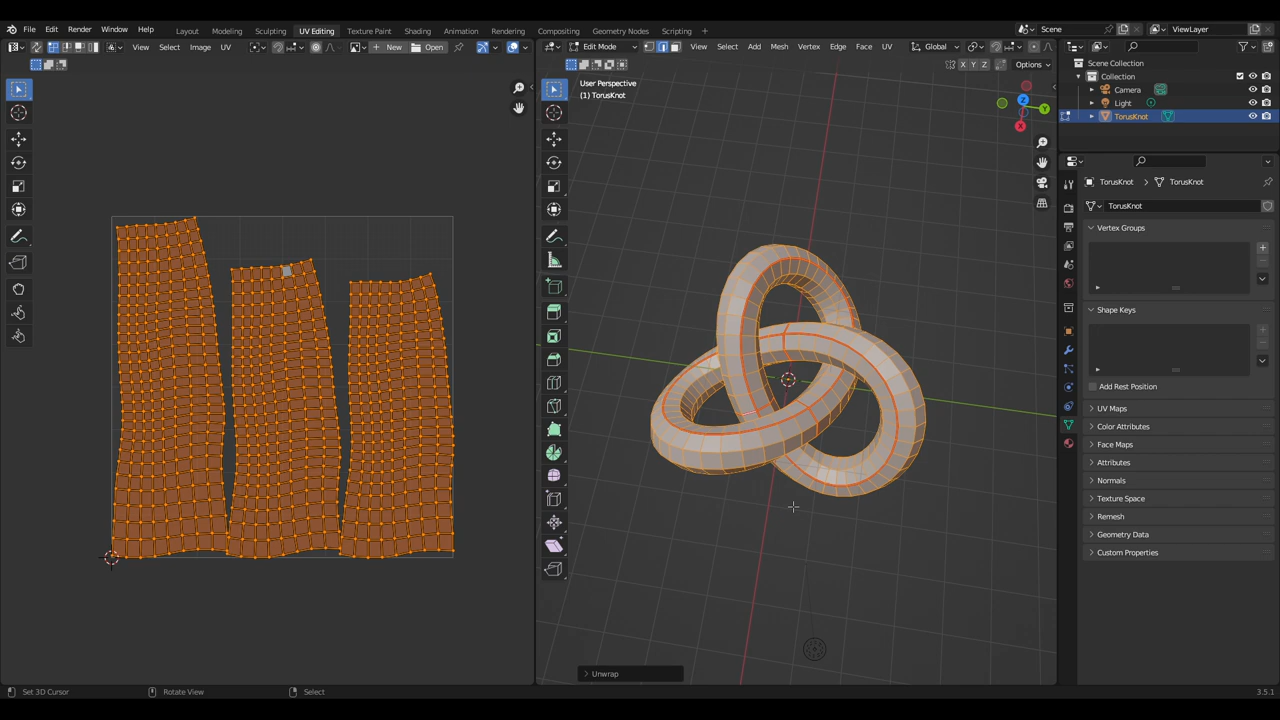 File Edit Render Window Help Layout Modeling Sculpting UV Editing Texture Paint Shading Animation Rendering Compositing Geometry Nodes Scripting + Scene ViewLayer
View Select Image UV New Open Edit Mode View Select Add Mesh Vertex Edge Face UV Global
X Y Z Options
Scene Collection
Collection
Camera
Light
TorusKnot
User Perspective
(1) TorusKnot
Z
Y
X
TorusKnot > TorusKnot
TorusKnot
Vertex Groups
Shape Keys
Add Rest Position
UV Maps
Color Attributes
Face Maps
Attributes
Normals
Texture Space
Remesh
Geometry Data
Custom Properties
Unwrap
Set 3D Cursor Rotate View Select 3.5.1